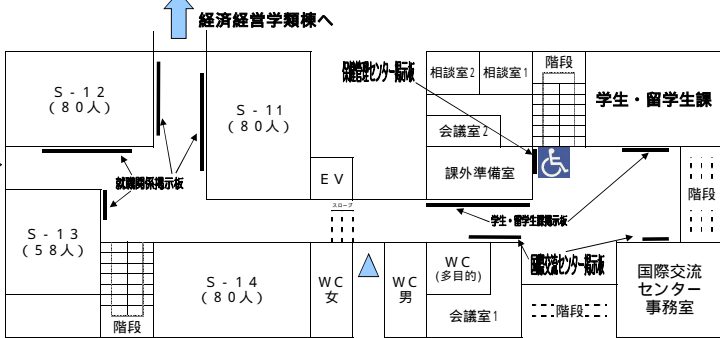 経済経営学類棟へ
S-12
(80人)
S-11
(80人)
保健管理センター掲示板
相談室2
相談室1
階段
学生・留学生課
会議室2
課外準備室
就職関係掲示板
EV
スロープ
階段
学生・留学生課掲示板
S-13
(58人)
S-14
(80人)
階段
WC
女
WC
男
WC
(多目的)
会議室1
国際交流センター掲示板
階段
国際交流
センター
事務室